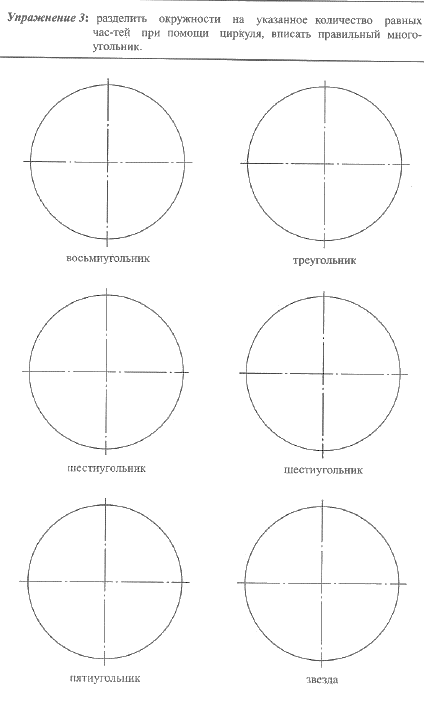 Упражнение 3: разделить окружности на указанное количество равных
час-тей при помощи циркуля, вписать правильный много-
угольник.
восьмиугольник треугольник
шестиугольник шестиугольник
пятиугольник звезда